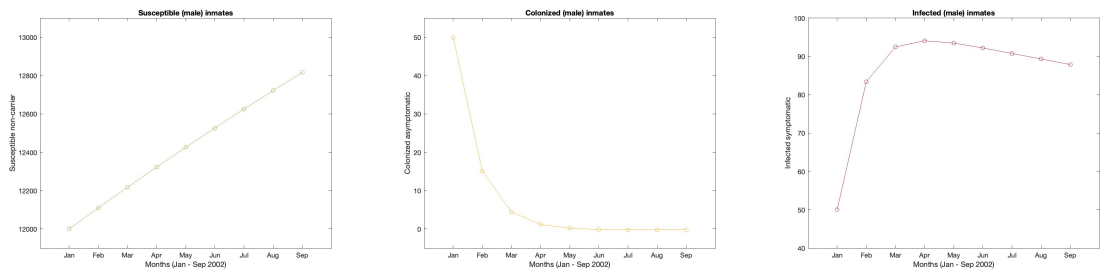 Susceptible (male) inmates
13000
12800
12600
12400
12200
12000
Susceptible non-carrier
Jan Feb Mar Apr May Jun Jul Aug Sep
Months (Jan - Sep 2002)
Colonized (male) inmates
50
40
30
20
10
0
Colonized asymptomatic
Jan Feb Mar Apr May Jun Jul Aug Sep
Months (Jan - Sep 2002)
Infected (male) inmates
100
90
80
70
60
50
40
Infected symptomatic
Jan Feb Mar Apr May Jun Jul Aug Sep
Months (Jan - Sep 2002)